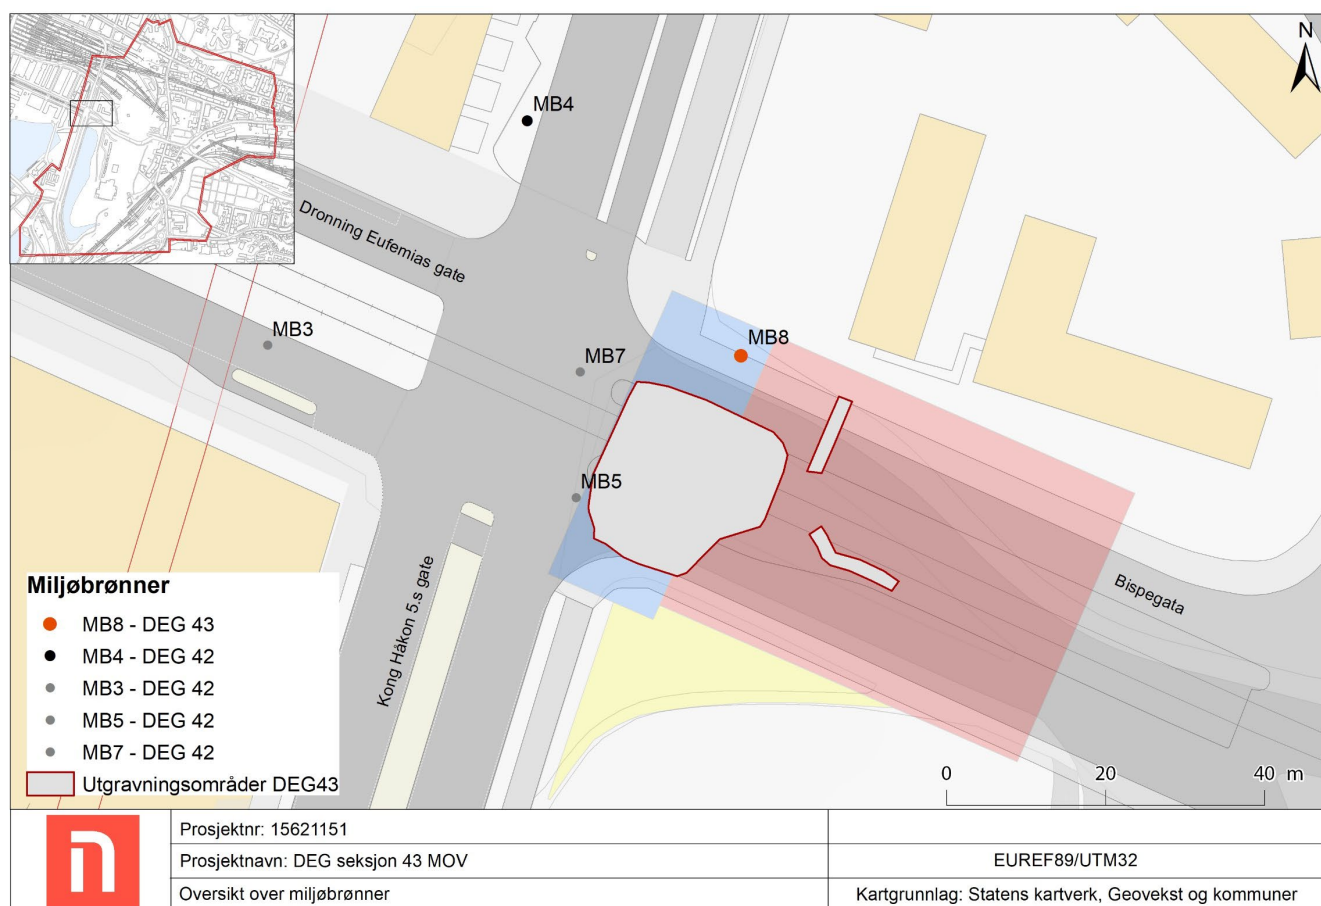 N
MB4
Dronning Eufemias gate
MB3
MB8
MB7
MB5
Kong Håkon 5.s gate
Bispegata
Miljøbrønner
MB8 - DEG 43
MB4 - DEG 42
MB3 - DEG 42
MB5 - DEG 42
MB7 - DEG 42
Utgravningsområder DEG43
0 20 40 m
Prosjektnr: 15621151
Prosjektnavn: DEG seksjon 43 MOV
EUREF89/UTM32
Oversikt over miljøbrønner
Kartgrunnlag: Statens kartverk, Geovekst og kommuner